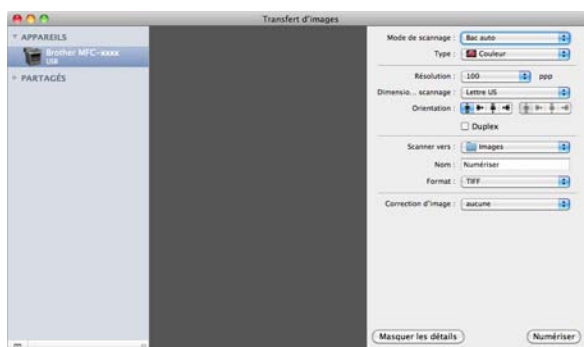 Transfert d'images
APPAREILS
Brother MFC-xxxx
USB
PARTAGÉS
Mode de scannage : Bac auto
Type : Couleur
Résolution : 100 ppp
Dimensio... scannage : Lettre US
Orientation :
Duplex
Scanner vers : Images
Nom : Numériser
Format : TIFF
Correction d'image : aucune
Masquer les détails
Numériser